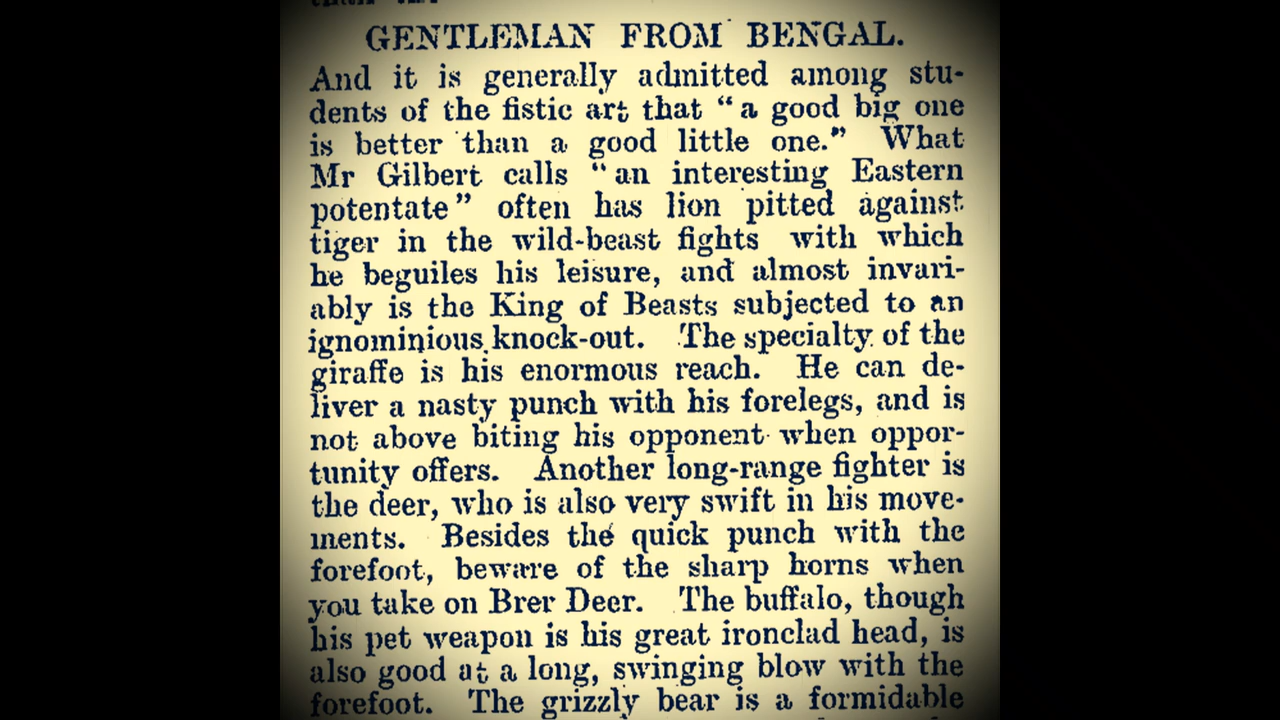 GENTLEMAN FROM BENGAL.
And it is generally admitted among stu-
dents of the fistic art that "a good big one
is better than a good little one." What
Mr Gilbert calls "an interesting Eastern
potentate" often has lion pitted against
tiger in the wild-beast fights with which
he beguiles his leisure, and almost invari-
ably is the King of Beasts subjected to an
ignominious knock-out. The specialty of the
giraffe is his enormous reach. He can de-
liver a nasty punch with his forelegs, and is
not above biting his opponent when oppor-
tunity offers. Another long-range fighter is
the deer, who is also very swift in his move-
ments. Besides the quick punch with the
forefoot, beware of the sharp horns when
you take on Brer Deer. The buffalo, though
his pet weapon is his great ironclad head, is
also good at a long, swinging blow with the
forefoot. The grizzly bear is a formidable